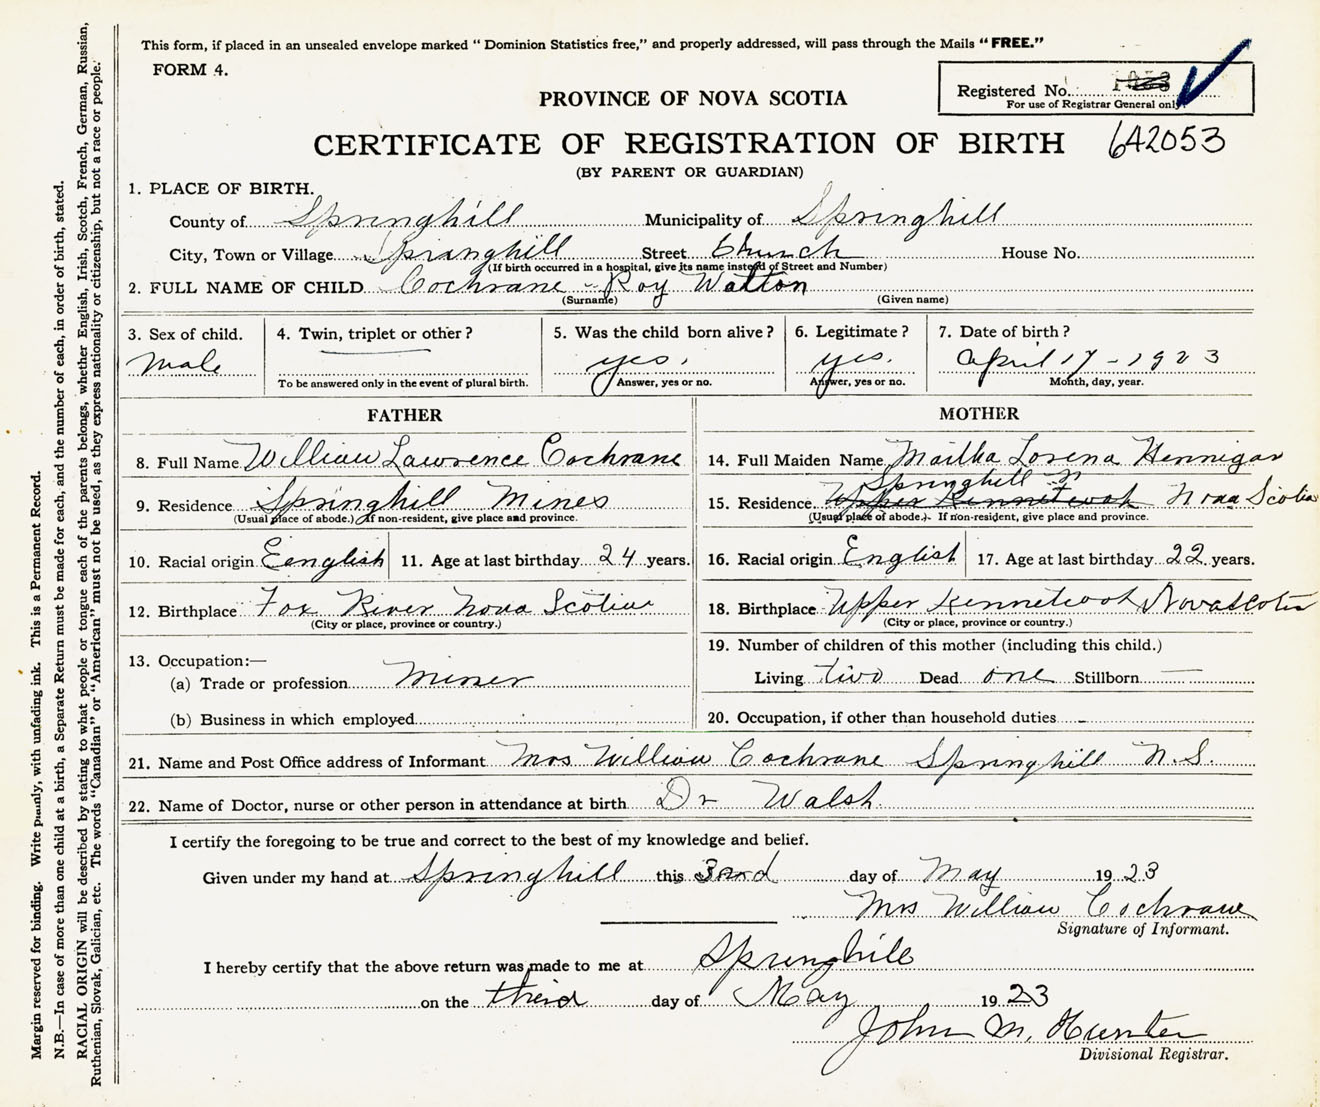 This form, if placed in an unsealed envelope marked " Dominion Statistics free," and properly addressed, will pass through the Mails " FREE."
FORM 4.
Registered No.
For use of Registrar General only
PROVINCE OF NOVA SCOTIA
CERTIFICATE OF REGISTRATION OF BIRTH 642053
(BY PARENT OR GUARDIAN)
1. PLACE OF BIRTH.
County of Springhill Municipality of Springhill
City, Town or Village Springhill Street Church House No.
(If birth occurred in a hospital, give its name instead of Street and Number)
2. FULL NAME OF CHILD Cochrane - Roy Walton
(Surname) (Given name)
3. Sex of child. 4. Twin, triplet or other? 5. Was the child born alive? 6. Legitimate? 7. Date of birth?
Male yes. yes. April 17 - 1923
To be answered only in the event of plural birth. Answer, yes or no. Answer, yes or no. Month, day, year.
FATHER MOTHER
8. Full Name William Lawrence Cochrane 14. Full Maiden Name Martha Lorena Hennigar
Springhill
9. Residence Springhill Mines 15. Residence Upper Kennetcook Nova Scotia
(Usual place of abode.) If non-resident, give place and province. (Usual place of abode.). If non-resident, give place and province.
10. Racial origin Eenglish 11. Age at last birthday 24 years. 16. Racial origin English 17. Age at last birthday 22 years.
12. Birthplace Fox River Nova Scotia 18. Birthplace Upper Kennetcook Nova Scotia
(City or place, province or country.) (City or place, province or country.)
13. Occupation:— 19. Number of children of this mother (including this child.)
(a) Trade or profession Miner Living two Dead one Stillborn —
(b) Business in which employed 20. Occupation, if other than household duties
21. Name and Post Office address of Informant Mrs William Cochrane Springhill N.S.
22. Name of Doctor, nurse or other person in attendance at birth Dr Walsh
I certify the foregoing to be true and correct to the best of my knowledge and belief.
Given under my hand at Springhill this 3rd day of May 1923
Mrs William Cochrane
Signature of Informant.
I hereby certify that the above return was made to me at Springhill
on the third day of May 1923
John M. Hunter
Divisional Registrar.
Margin reserved for binding. Write plainly, with unfading ink. This is a Permanent Record.
N.B.—In case of more than one child at a birth, a Separate Return must be made for each, and the number of each, in order of birth, stated.
RACIAL ORIGIN will be described by stating to what people or tongue each of the parents belongs, whether English, Irish, Scotch, French, German, Russian,
Ruthenian, Slovak, Galician, etc. The words "Canadian" or "American" must not be used, as they express nationality or citizenship, but not a race or people.